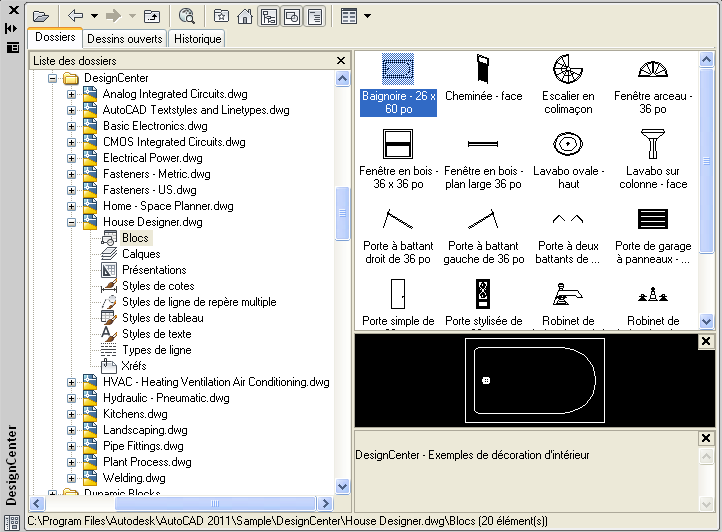 Dossiers
Dessins ouverts
Historique
Liste des dossiers
DesignCenter
Analog Integrated Circuits.dwg
AutoCAD Textstyles and Linetypes.dwg
Basic Electronics.dwg
CMOS Integrated Circuits.dwg
Electrical Power.dwg
Fasteners - Metric.dwg
Fasteners - US.dwg
Home - Space Planner.dwg
House Designer.dwg
Blocs
Calques
Présentations
Styles de cotes
Styles de ligne de repère multiple
Styles de tableau
Styles de texte
Types de ligne
Xréfs
HVAC - Heating Ventilation Air Conditioning.dwg
Hydraulic - Pneumatic.dwg
Kitchens.dwg
Landscaping.dwg
Pipe Fittings.dwg
Plant Process.dwg
Welding.dwg
Dynamic Blocks
Baignoire - 26 x
60 po
Cheminée - face
Escalier en
colimaçon
Fenêtre arceau -
36 po
Fenêtre en bois -
36 x 36 po
Fenêtre en bois -
plan large 36 po
Lavabo ovale -
haut
Lavabo sur
colonne - face
Porte à battant
droit de 36 po
Porte à battant
gauche de 36 po
Porte à deux
battants de ...
Porte de garage
à panneaux - ...
Porte simple de
Porte stylisée de
Robinet de
Robinet de
DesignCenter - Exemples de décoration d'intérieur
DesignCenter
C:\Program Files\Autodesk\AutoCAD 2011\Sample\DesignCenter\House Designer.dwg\Blocs (20 élément(s))